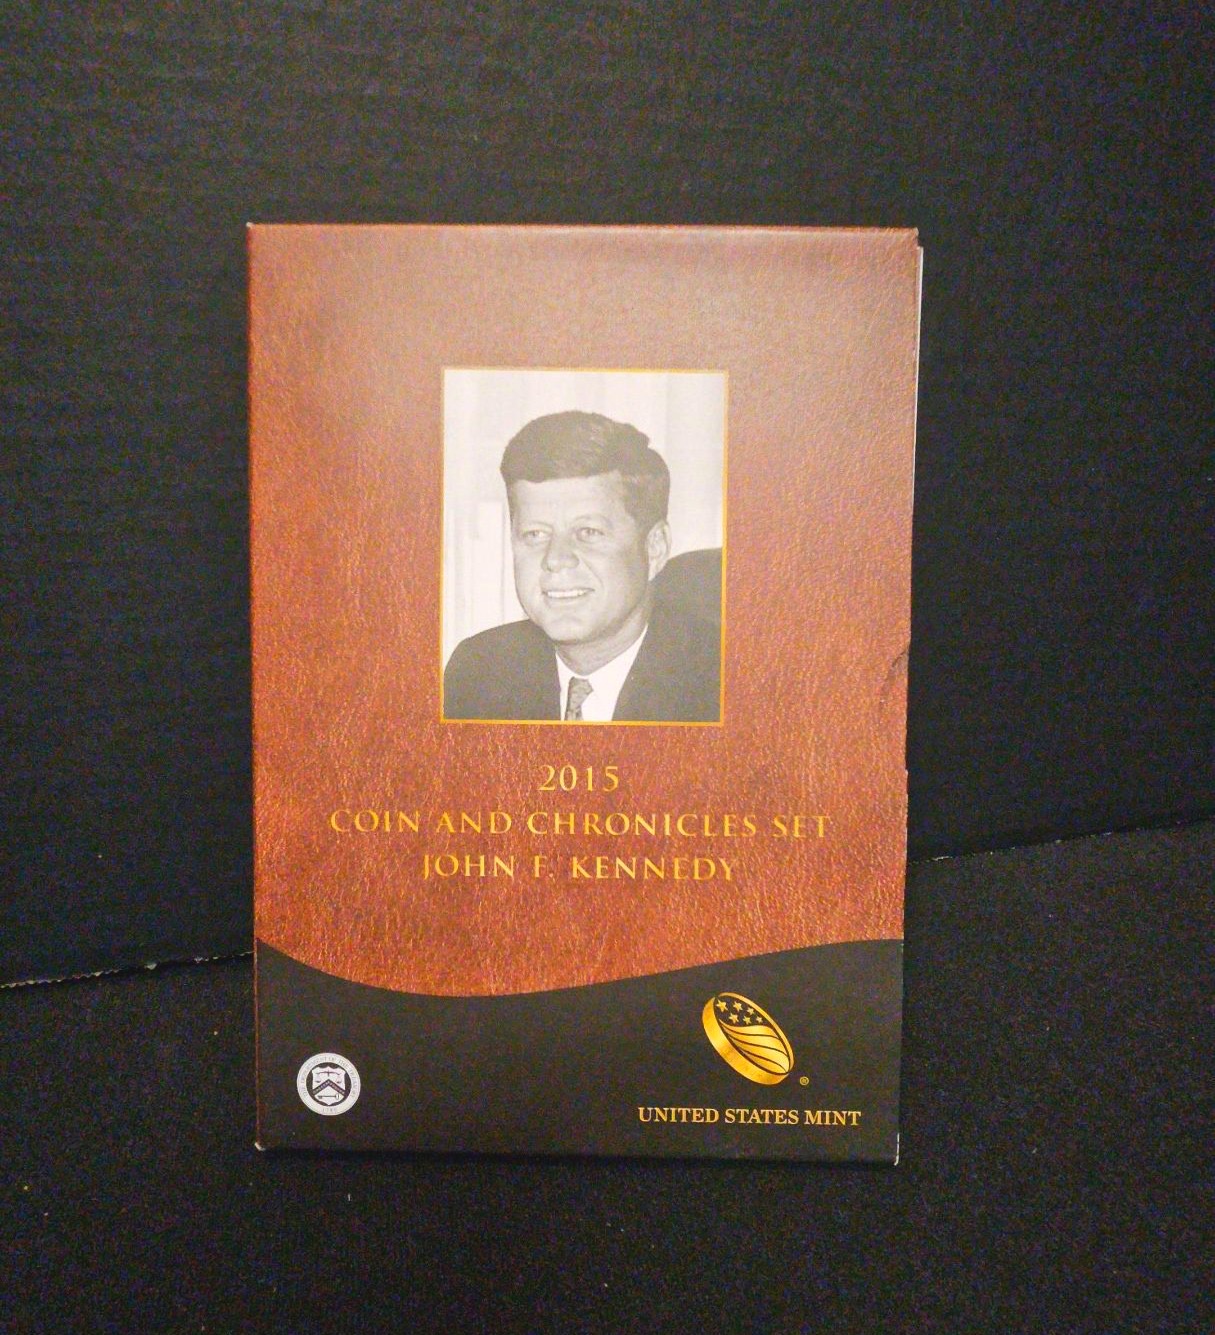 2015
COIN AND CHRONICLES SET
JOHN F. KENNEDY
®
UNITED STATES MINT